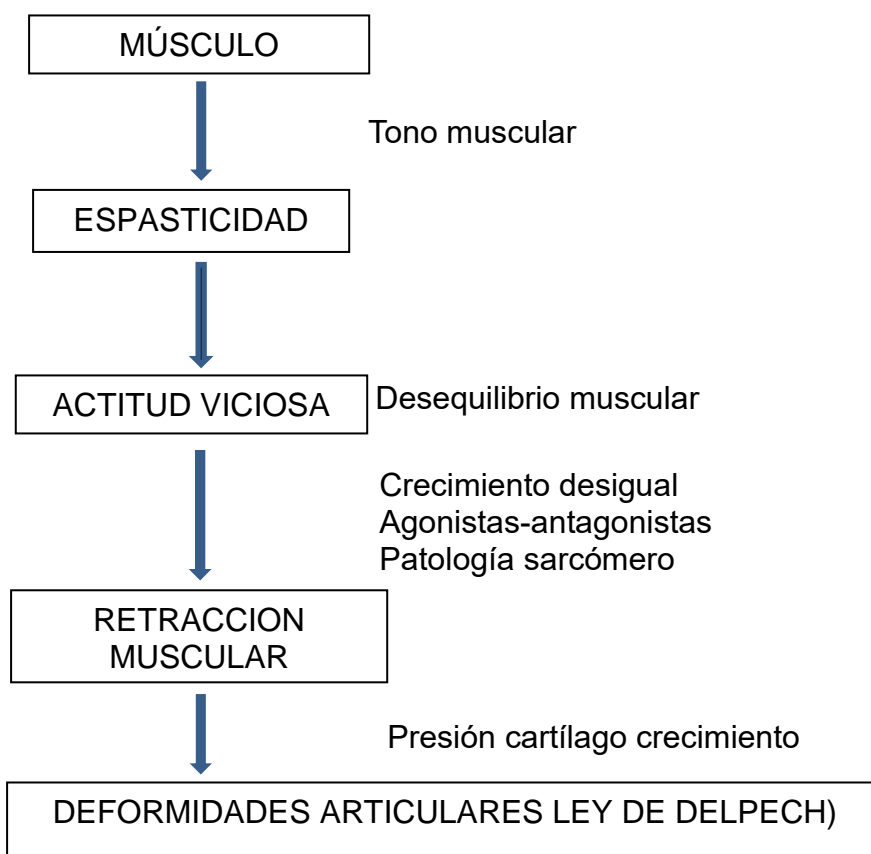 MÚSCULO
Tono muscular
ESPASTICIDAD
ACTITUD VICIOSA
Desequilibrio muscular
Crecimiento desigual
Agonistas-antagonistas
Patología sarcómero
RETRACCION
MUSCULAR
Presión cartílago crecimiento
DEFORMIDADES ARTICULARES LEY DE DELPECH)